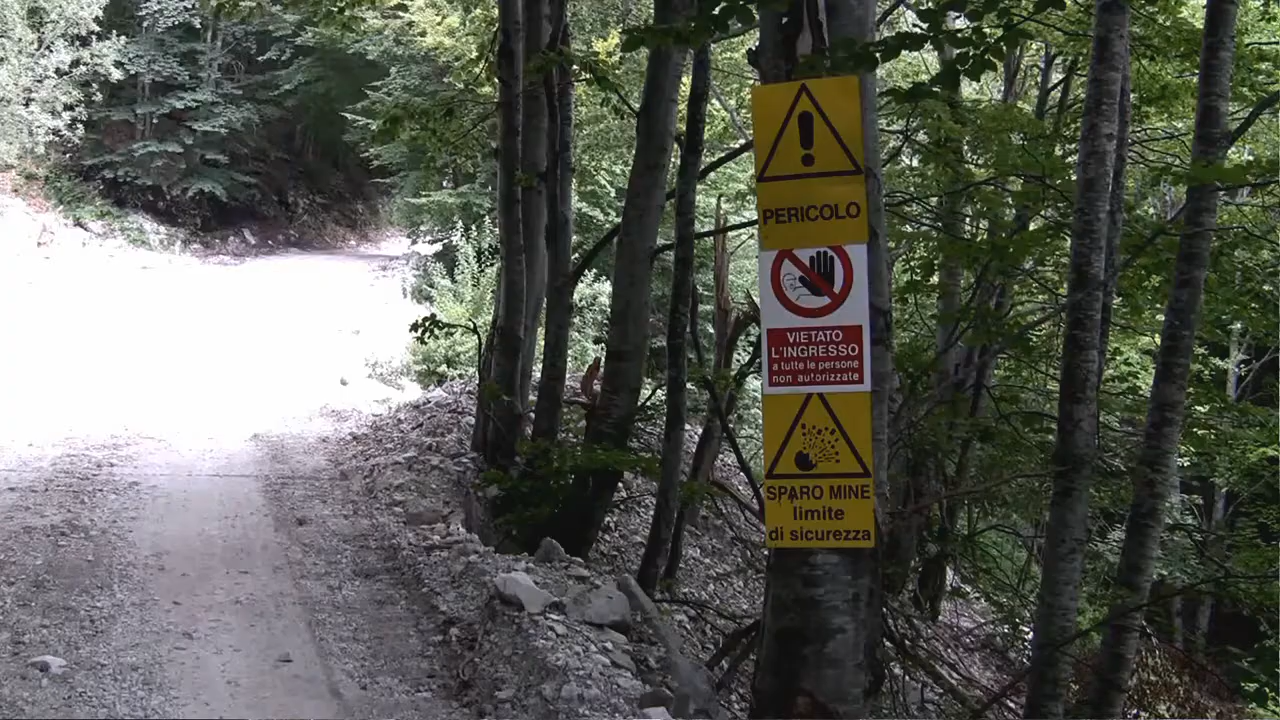 PERICOLO
VIETATO
L'INGRESSO
a tutte le persone
non autorizzate
SPARO MINE
limite
di sicurezza